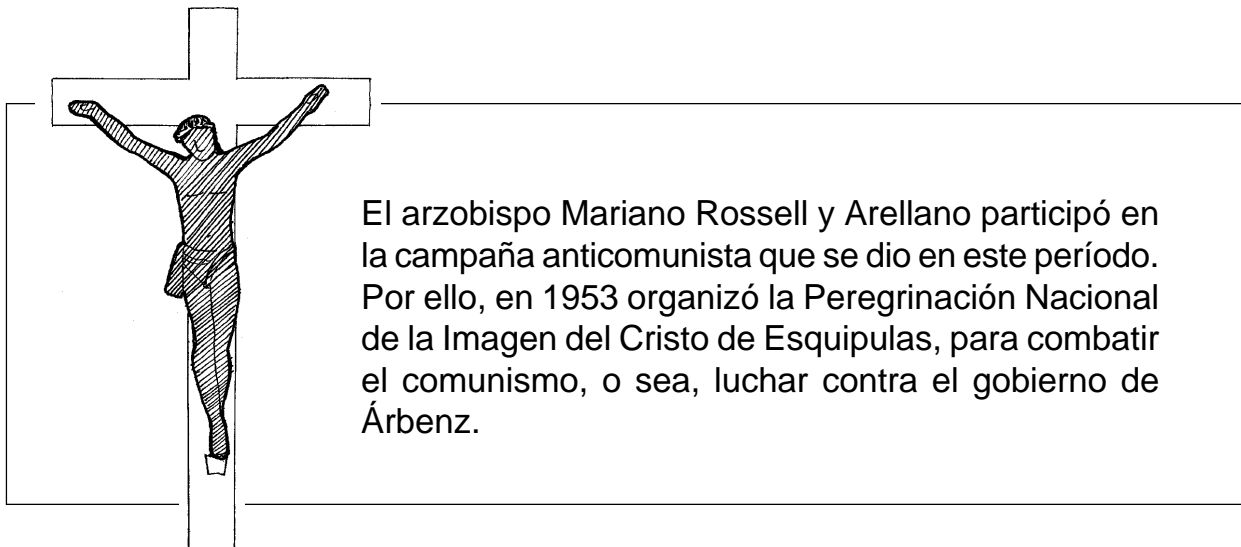 El arzobispo Mariano Rossell y Arellano participó en
la campaña anticomunista que se dio en este período.
Por ello, en 1953 organizó la Peregrinación Nacional
de la Imagen del Cristo de Esquipulas, para combatir
el comunismo, o sea, luchar contra el gobierno de
Árbenz.